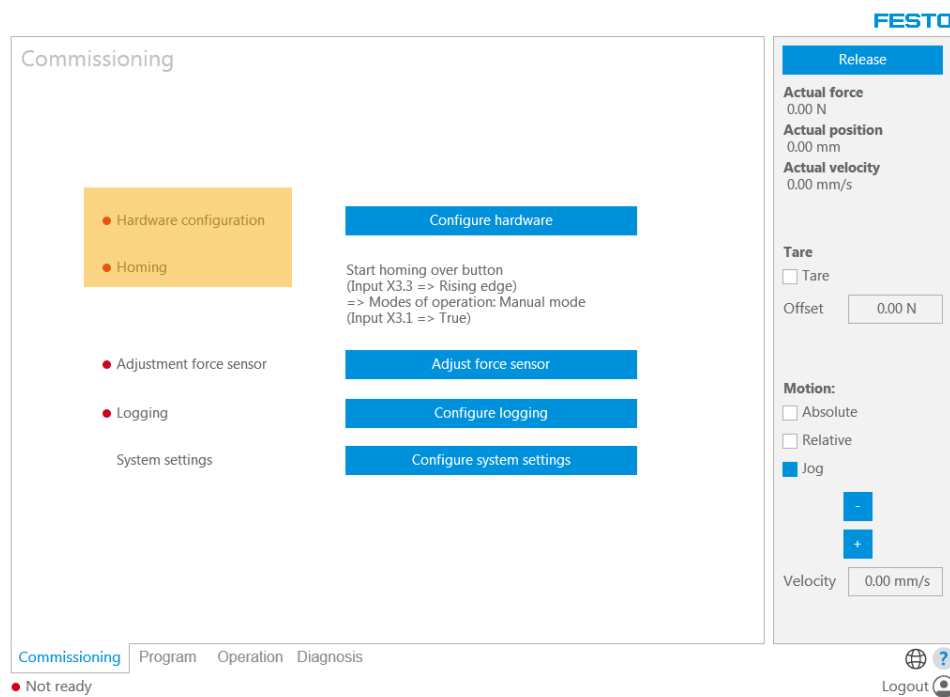 FESTO
Commissioning
Release
Actual force
0.00 N
Actual position
0.00 mm
Actual velocity
0.00 mm/s
Hardware configuration
Configure hardware
Homing
Start homing over button
(Input X3.3 => Rising edge)
=> Modes of operation: Manual mode
(Input X3.1 => True)
Tare
Tare
Offset 0.00 N
Adjustment force sensor
Adjust force sensor
Logging
Configure logging
System settings
Configure system settings
Motion:
Absolute
Relative
Jog
-
+
Velocity 0.00 mm/s
Commissioning Program Operation Diagnosis
?
Not ready
Logout